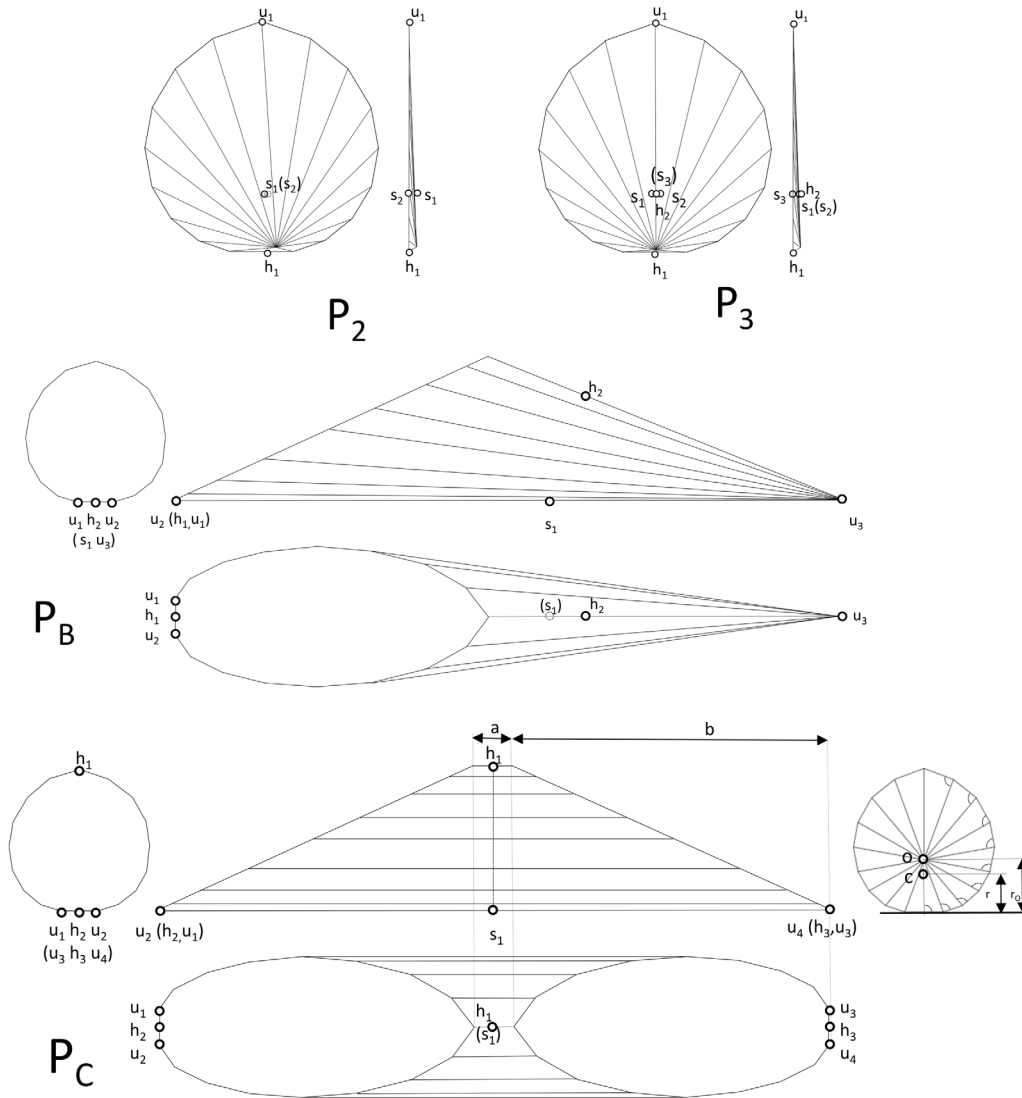 u₁ u₁ u₁ u₁
s₁(s₂) s₂ s₁ (s₃) s₁ s₂ h₂ s₃ h₂ s₁(s₂)
h₁ h₁ h₁ h₁
P₂ P₃
h₂
u₁ h₂ u₂
(s₁ u₃)
u₂ (h₁,u₁) s₁ u₃
u₁
h₁ (s₁) h₂ u₃
u₂
P_B
a b
h₁ h₁
O
C
r r₀
u₁ h₂ u₂
(u₃ h₃ u₄)
u₂ (h₂,u₁) s₁ u₄ (h₃,u₃)
u₁ h₁ u₃
h₂ (s₁) h₃
u₂ u₄
P_C